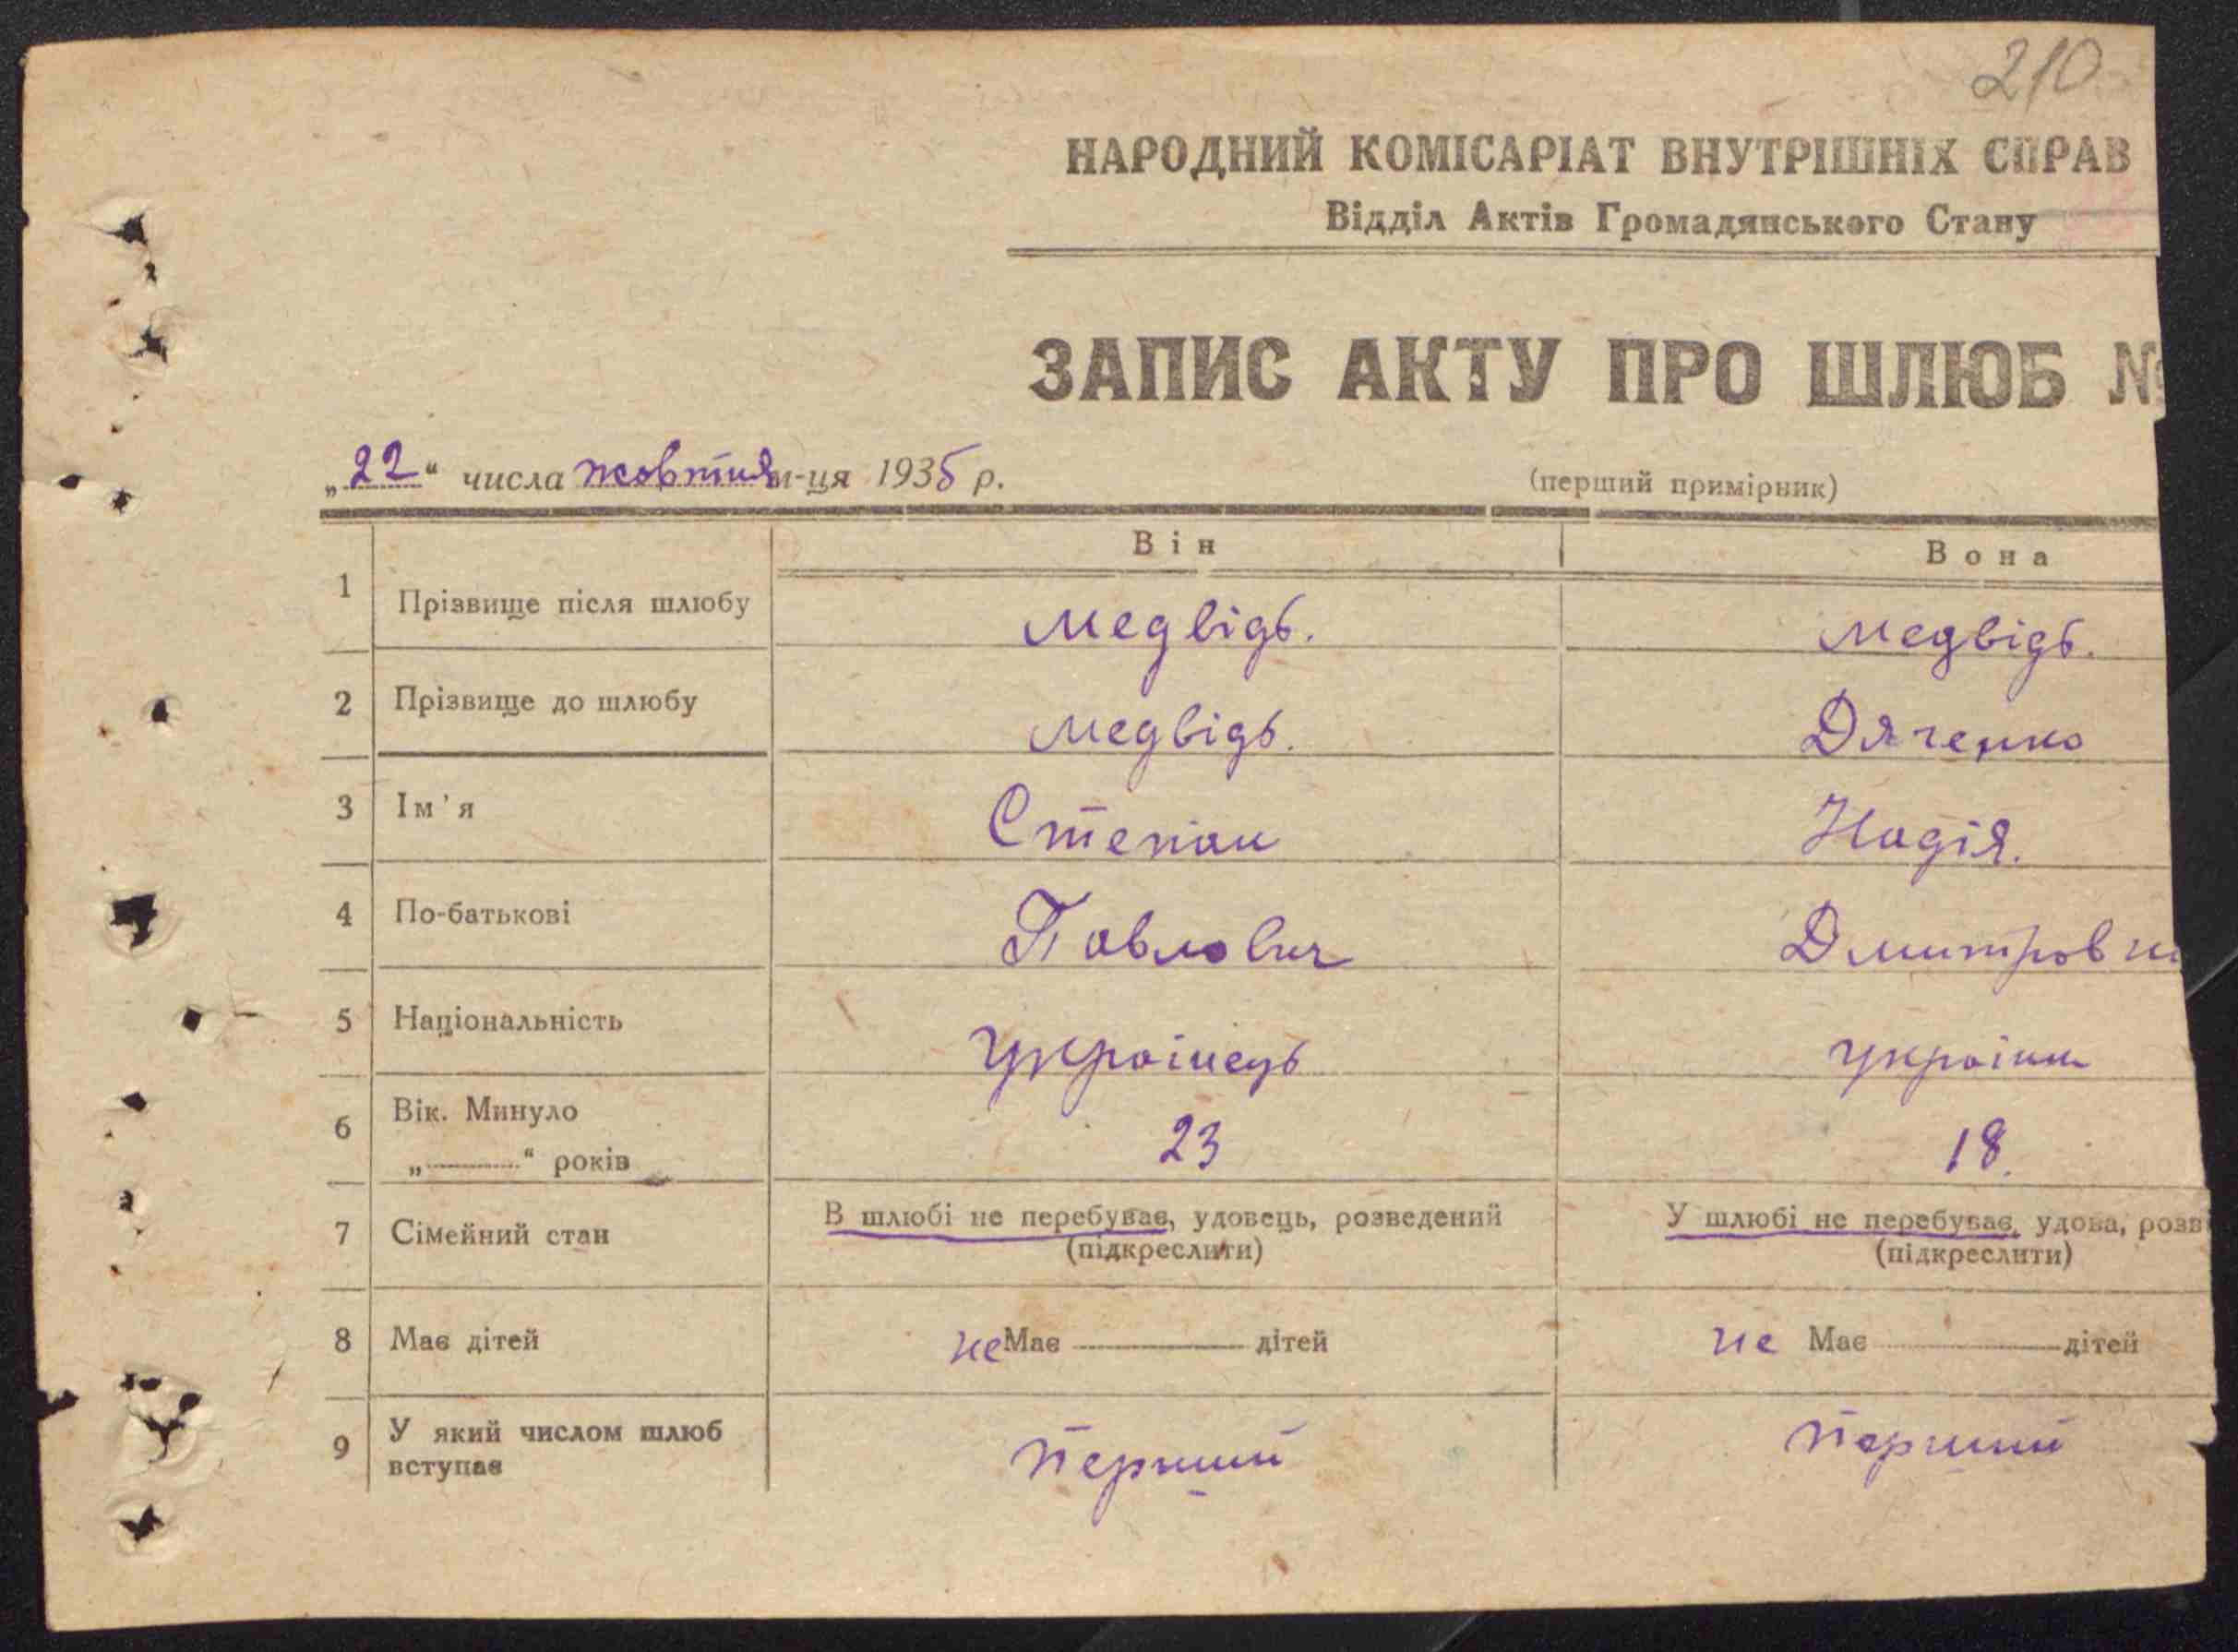 210
НАРОДНИЙ КОМІСАРІАТ ВНУТРІШНІХ СПРАВ
Відділ Актів Громадянського Стану
ЗАПИС АКТУ ПРО ШЛЮБ №
„22“ числа жовтня м-ця 1935 р.
(перший примірник)
Він Вона
1 Прізвище після шлюбу Медвідь. Медвідь.
2 Прізвище до шлюбу Медвідь. Дяченко
3 Ім'я Степан Надія.
4 По-батькові Павлович Дмитровн
5 Національність Українець україн
6 Вік. Минуло „ “ років 23 18.
7 Сімейний стан В шлюбі не перебуває, удовець, розведений У шлюбі не перебуває, удова, розв
(підкреслити) (підкреслити)
8 Має дітей не Має дітей не Має дітей
9 У який числом шлюб вступає Перший Перший